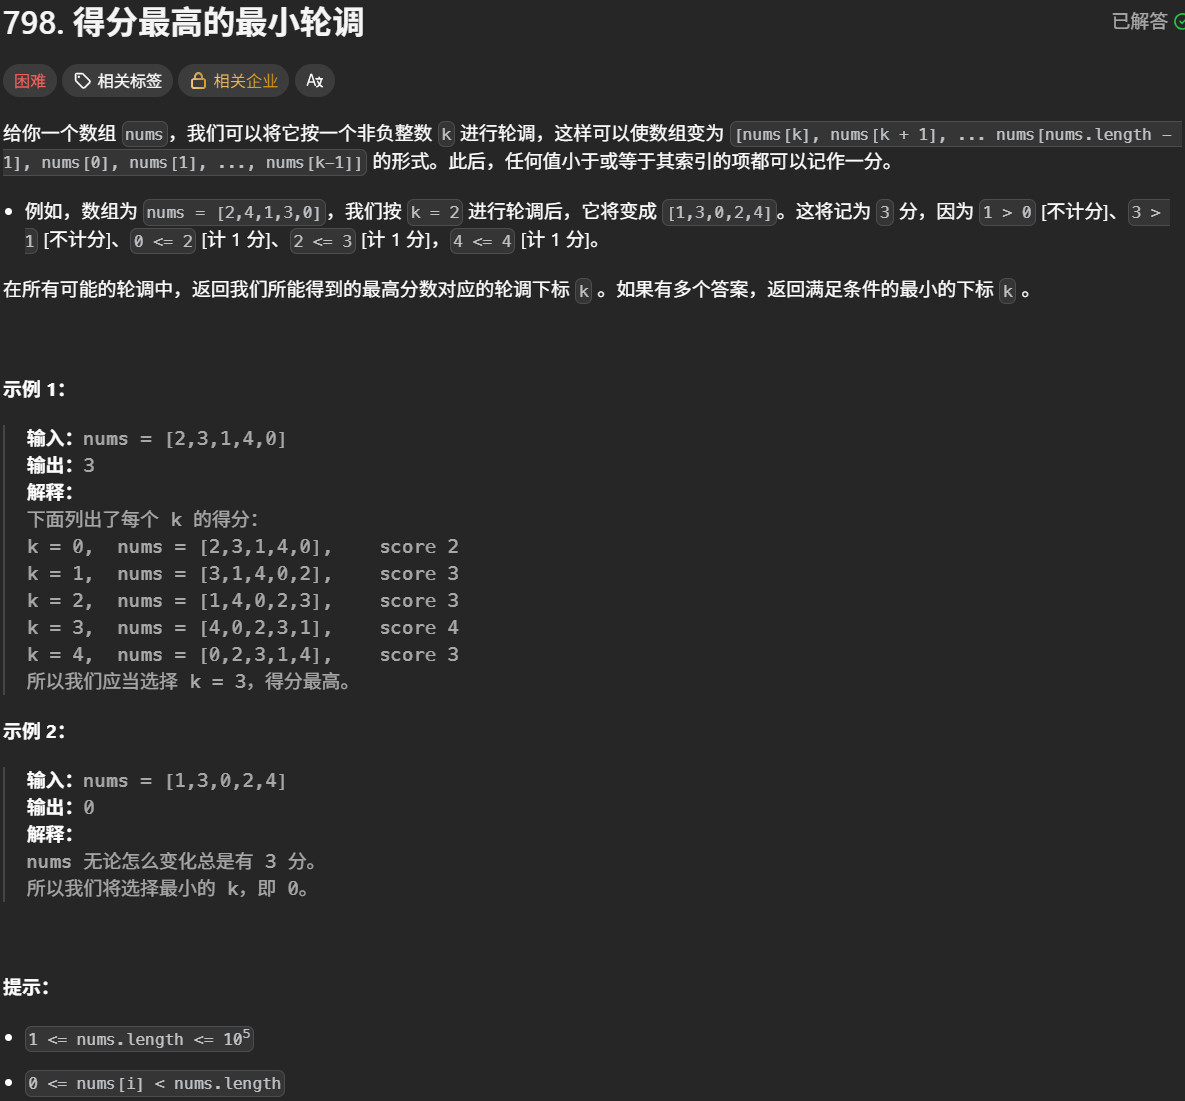 798. 得分最高的最小轮调
已解答
困难 相关标签 相关企业 Aあ
给你一个数组 nums，我们可以将它按一个非负整数 k 进行轮调，这样可以使数组变为 [nums[k], nums[k + 1], ... nums[nums.length -
1], nums[0], nums[1], ..., nums[k-1]] 的形式。此后，任何值小于或等于其索引的项都可以记作一分。
• 例如，数组为 nums = [2,4,1,3,0]，我们按 k = 2 进行轮调后，它将变成 [1,3,0,2,4]。这将记为 3 分，因为 1 > 0 [不计分]、3 >
1 [不计分]、0 <= 2 [计 1 分]、2 <= 3 [计 1 分]，4 <= 4 [计 1 分]。
在所有可能的轮调中，返回我们所能得到的最高分数对应的轮调下标 k 。如果有多个答案，返回满足条件的最小的下标 k 。
示例 1：
输入：nums = [2,3,1,4,0]
输出：3
解释：
下面列出了每个 k 的得分：
k = 0, nums = [2,3,1,4,0], score 2
k = 1, nums = [3,1,4,0,2], score 3
k = 2, nums = [1,4,0,2,3], score 3
k = 3, nums = [4,0,2,3,1], score 4
k = 4, nums = [0,2,3,1,4], score 3
所以我们应当选择 k = 3，得分最高。
示例 2：
输入：nums = [1,3,0,2,4]
输出：0
解释：
nums 无论怎么变化总是有 3 分。
所以我们将选择最小的 k，即 0。
提示：
• 1 <= nums.length <= 10⁵
• 0 <= nums[i] < nums.length